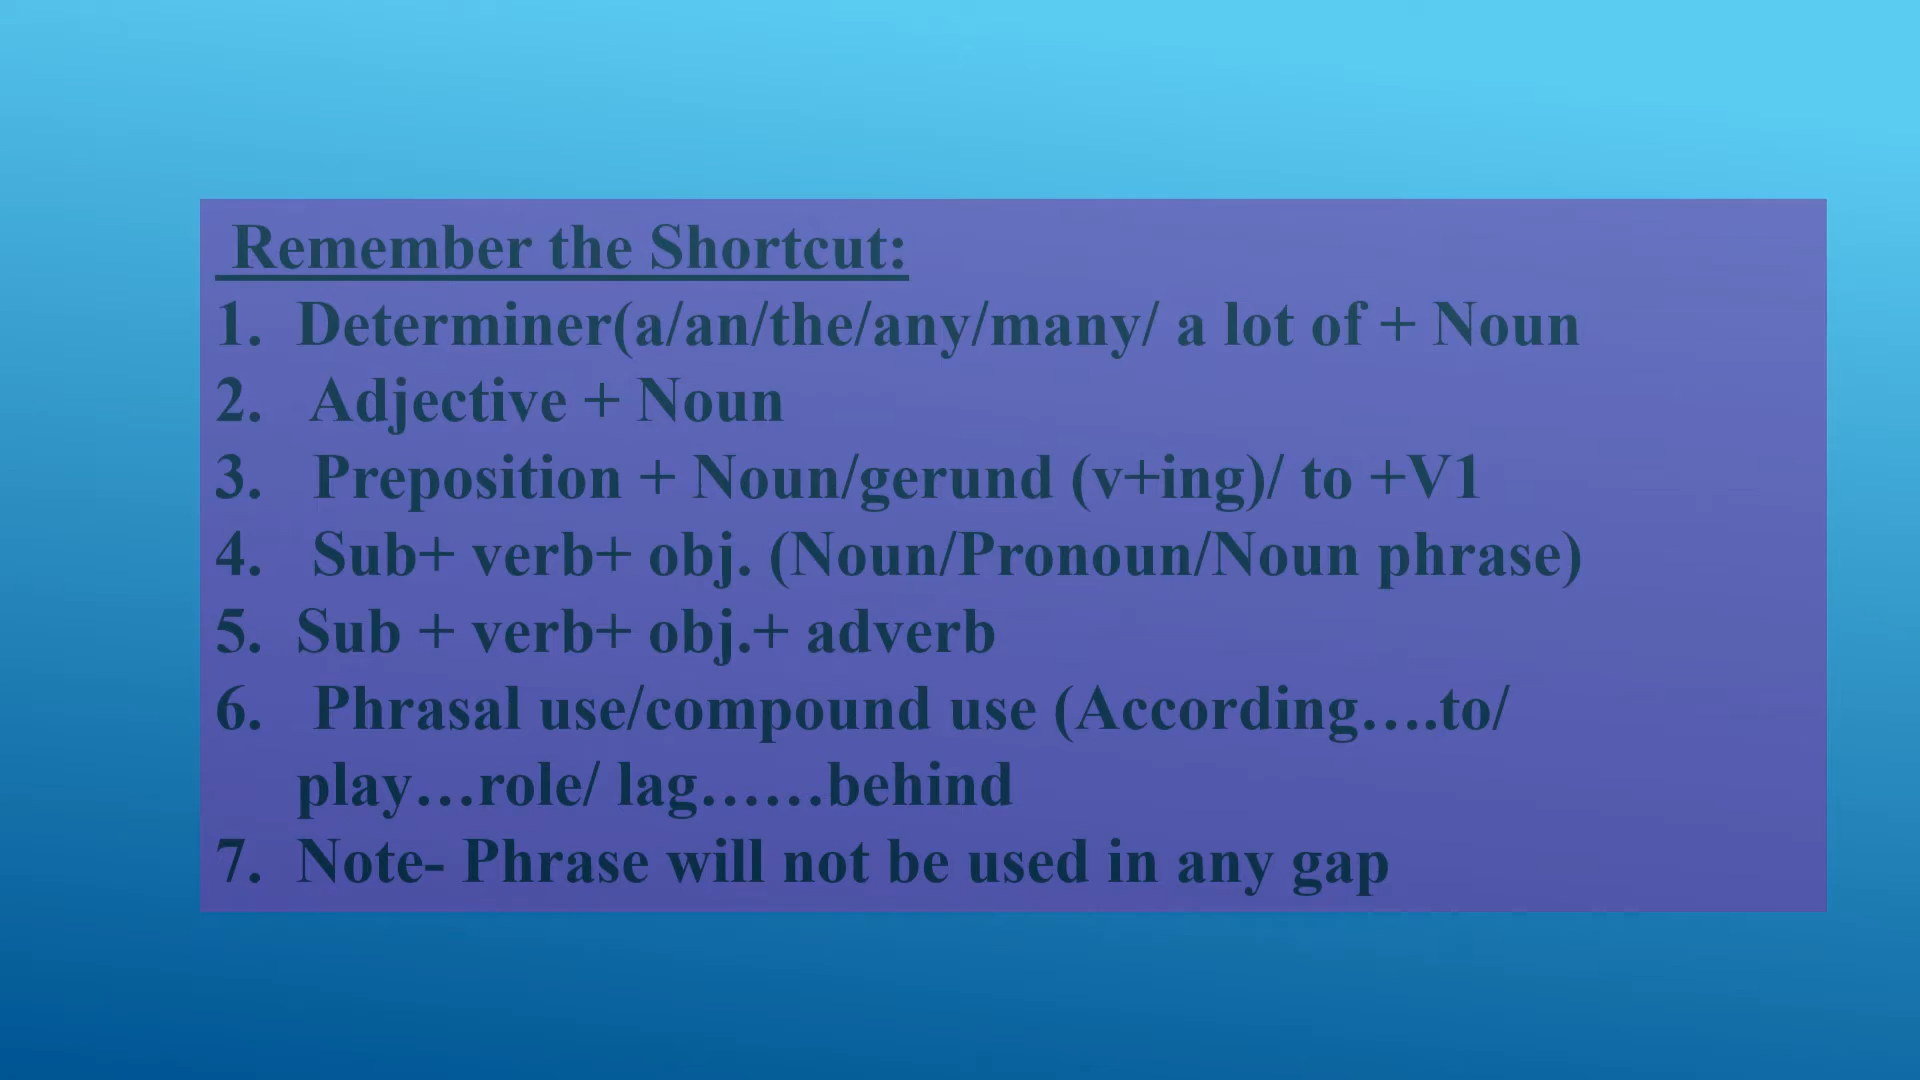 Remember the Shortcut:
1. Determiner(a/an/the/any/many/ a lot of + Noun
2. Adjective + Noun
3. Preposition + Noun/gerund (v+ing)/ to +V1
4. Sub+ verb+ obj. (Noun/Pronoun/Noun phrase)
5. Sub + verb+ obj.+ adverb
6. Phrasal use/compound use (According….to/
play…role/ lag……behind
7. Note- Phrase will not be used in any gap